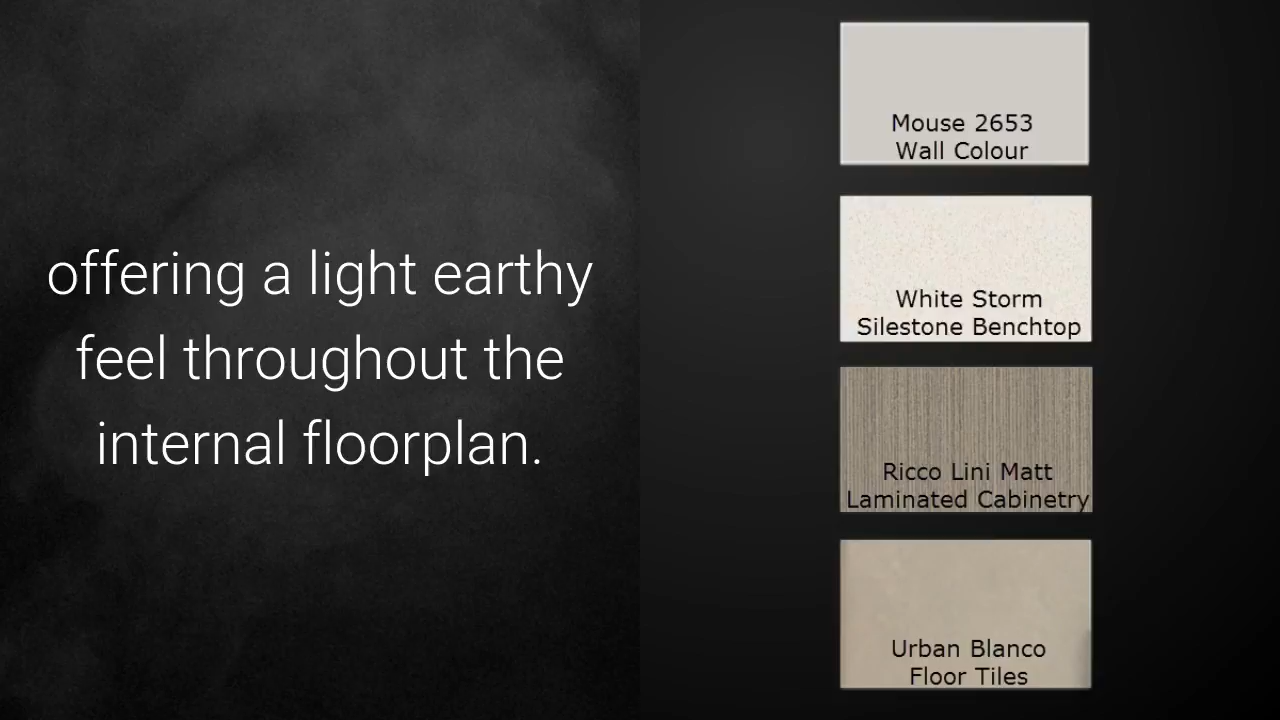 offering a light earthy
feel throughout the
internal floorplan.
Mouse 2653
Wall Colour
White Storm
Silestone Benchtop
Ricco Lini Matt
Laminated Cabinetry
Urban Blanco
Floor Tiles